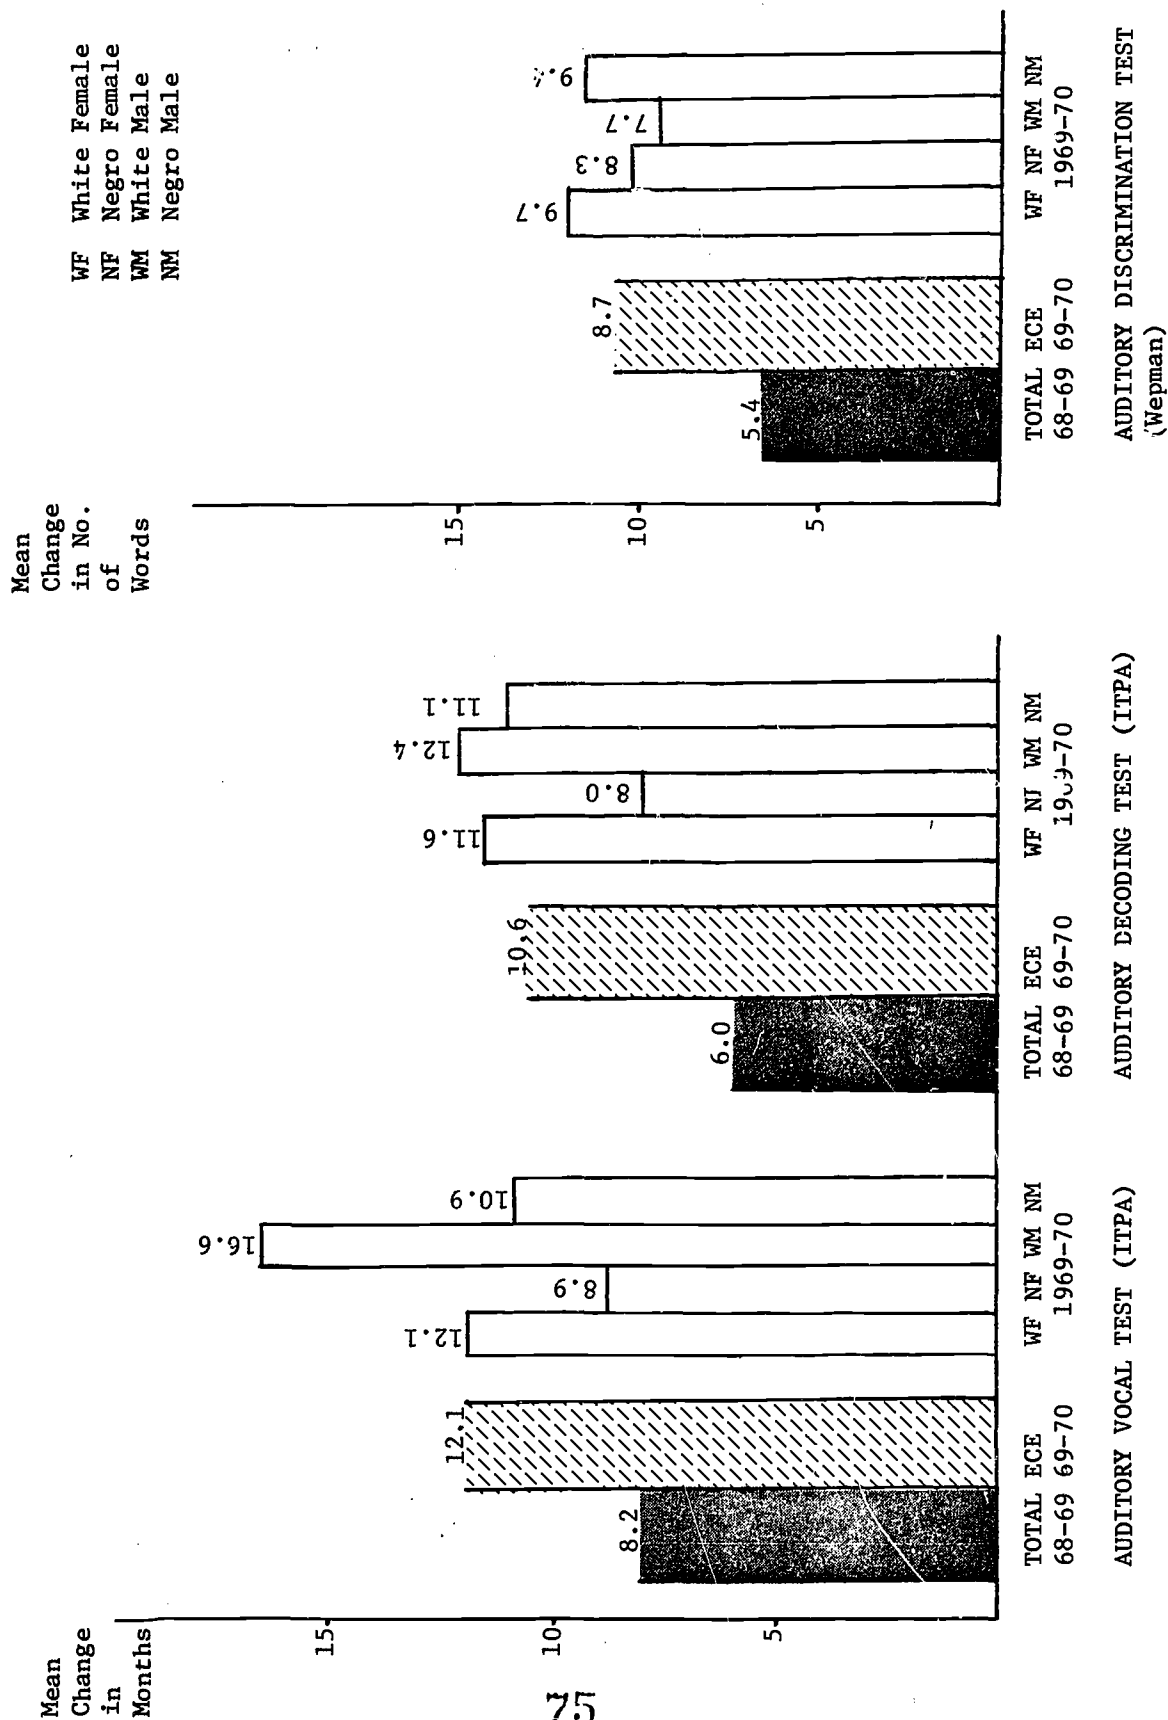 Mean
Change
in
Months
15
10
5
8.2
12.1
12.1
8.9
16.6
10.9
TOTAL ECE
68-69 69-70
WF NF WM NM
1969-70
AUDITORY VOCAL TEST (ITPA)
6.0
10.6
11.6
8.0
12.4
11.1
TOTAL ECE
68-69 69-70
WF WM NM
AUDITORY DECODING TEST (ITPA)
Mean
Change
in No.
of
Words
15
10
5
WF White Female
NF Negro Female
WM White Male
NM Negro Male
5.4
8.7
9.7
8.3
7.7
TOTAL ECE
68-69 69-70
WF NF WM NM
1969-70
AUDITORY DISCRIMINATION TEST
(Wepman)
75